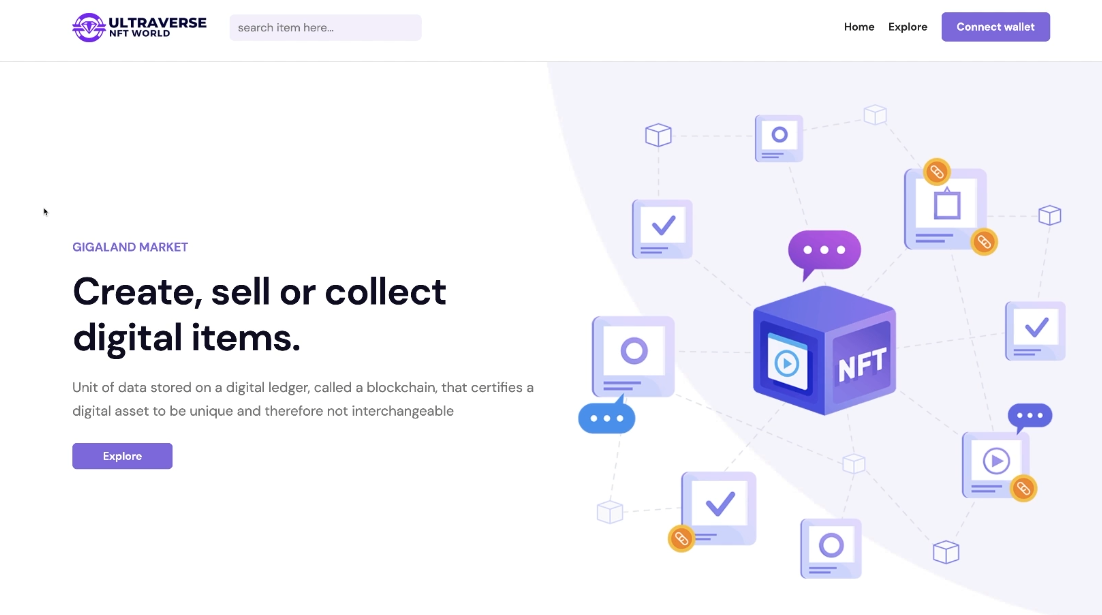 ULTRAVERSE
NFT WORLD
search item here...
Home
Explore
Connect wallet
GIGALAND MARKET
Create, sell or collect
digital items.
Unit of data stored on a digital ledger, called a blockchain, that certifies a
digital asset to be unique and therefore not interchangeable
Explore
NFT